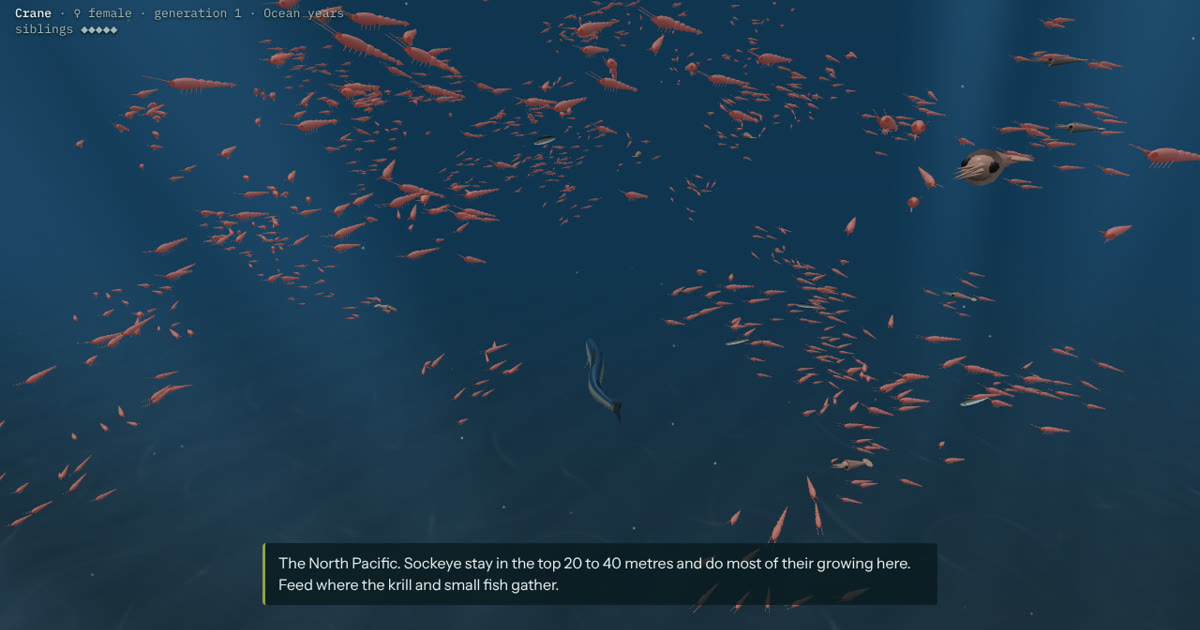 Crane · ♀ female · generation 1 · Ocean years
siblings ◆◆◆◆◆
The North Pacific. Sockeye stay in the top 20 to 40 metres and do most of their growing here.
Feed where the krill and small fish gather.